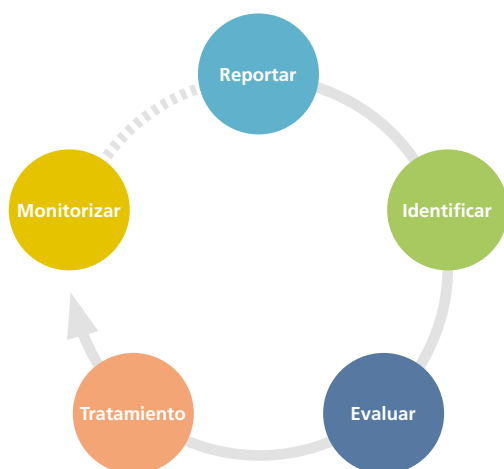 Reportar
Identificar
Evaluar
Tratamiento
Monitorizar